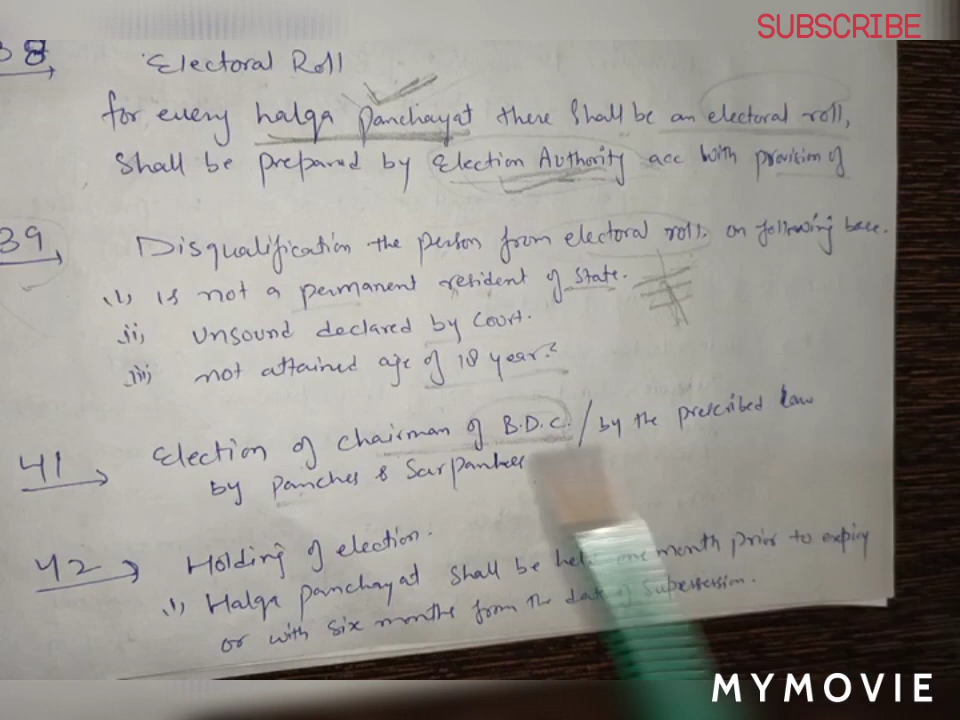 SUBSCRIBE
38 Electoral Roll
for every halqa panchayat there shall be an electoral roll,
shall be prepared by Election Authority acc with provision of
39 Disqualification the person from electoral roll. on following base.
(i) is not a permanent resident of state.
ii) unsound declared by court.
iii) not attained age of 18 year.
41 Election of chairman of B.D.C. / by the prescribed law
by panches & Sarpanches
42 Holding of election.
(1) Halqa panchayat shall be held one month prior to expiry
or with six months from the date of supersession.
MYMOVIE